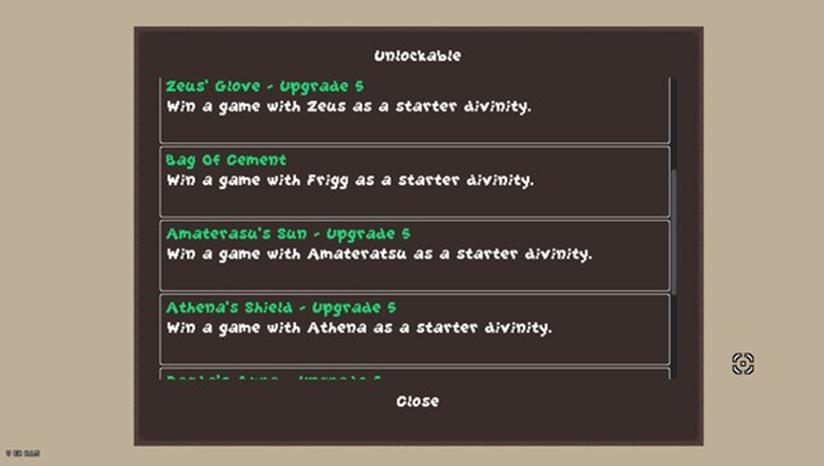 Unlockable
Zeus' Glove - Upgrade 5
Win a game with Zeus as a starter divinity.
Bag Of Cement
Win a game with Frigg as a starter divinity.
Amaterasu's Sun - Upgrade 5
Win a game with Amateratsu as a starter divinity.
Athena's Shield - Upgrade 5
Win a game with Athena as a starter divinity.
Close